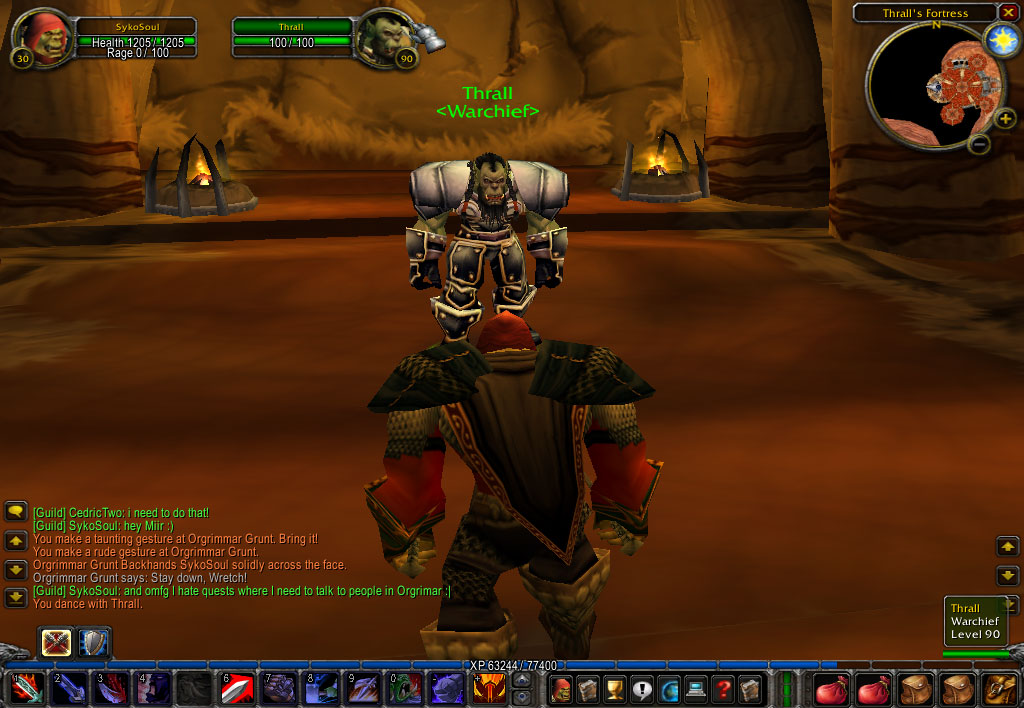 SykoSoul
Health 1205 / 1205
Rage 0 / 100
30
Thrall
100 / 100
90
Thrall's Fortress
N
Thrall
<Warchief>
[Guild] CedricTwo: i need to do that!
[Guild] SykoSoul: hey Miir :)
You make a taunting gesture at Orgrimmar Grunt. Bring it!
You make a rude gesture at Orgrimmar Grunt.
Orgrimmar Grunt Backhands SykoSoul solidly across the face.
Orgrimmar Grunt says: Stay down, Wretch!
[Guild] SykoSoul: and omfg I hate quests where I need to talk to people in Orgrimar :|
You dance with Thrall.
Thrall
Warchief
Level 90
XP 63244 / 77400
1 2 3 4 6 7 8 9 0 +